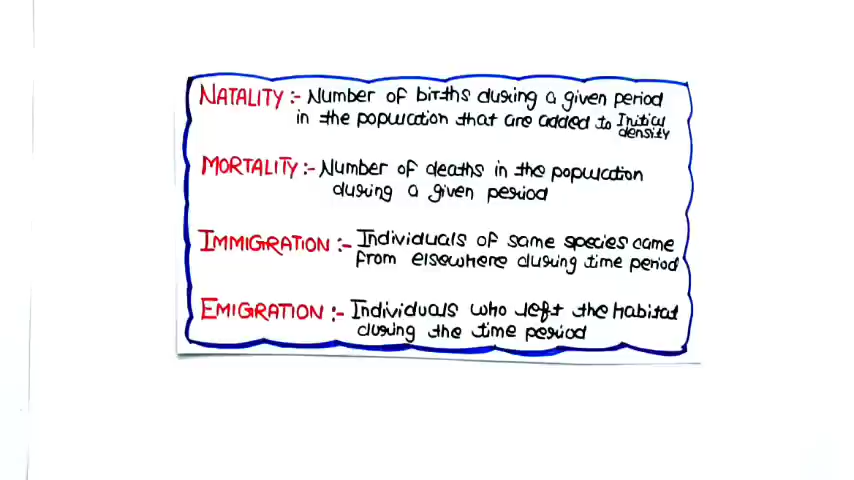 NATALITY :- Number of births during a given period
in the population that are added to Initial
density
MORTALITY :- Number of deaths in the population
during a given period
IMMIGRATION :- Individuals of same species came
from elsewhere during time period
EMIGRATION :- Individuals who left the habitat
during the time period